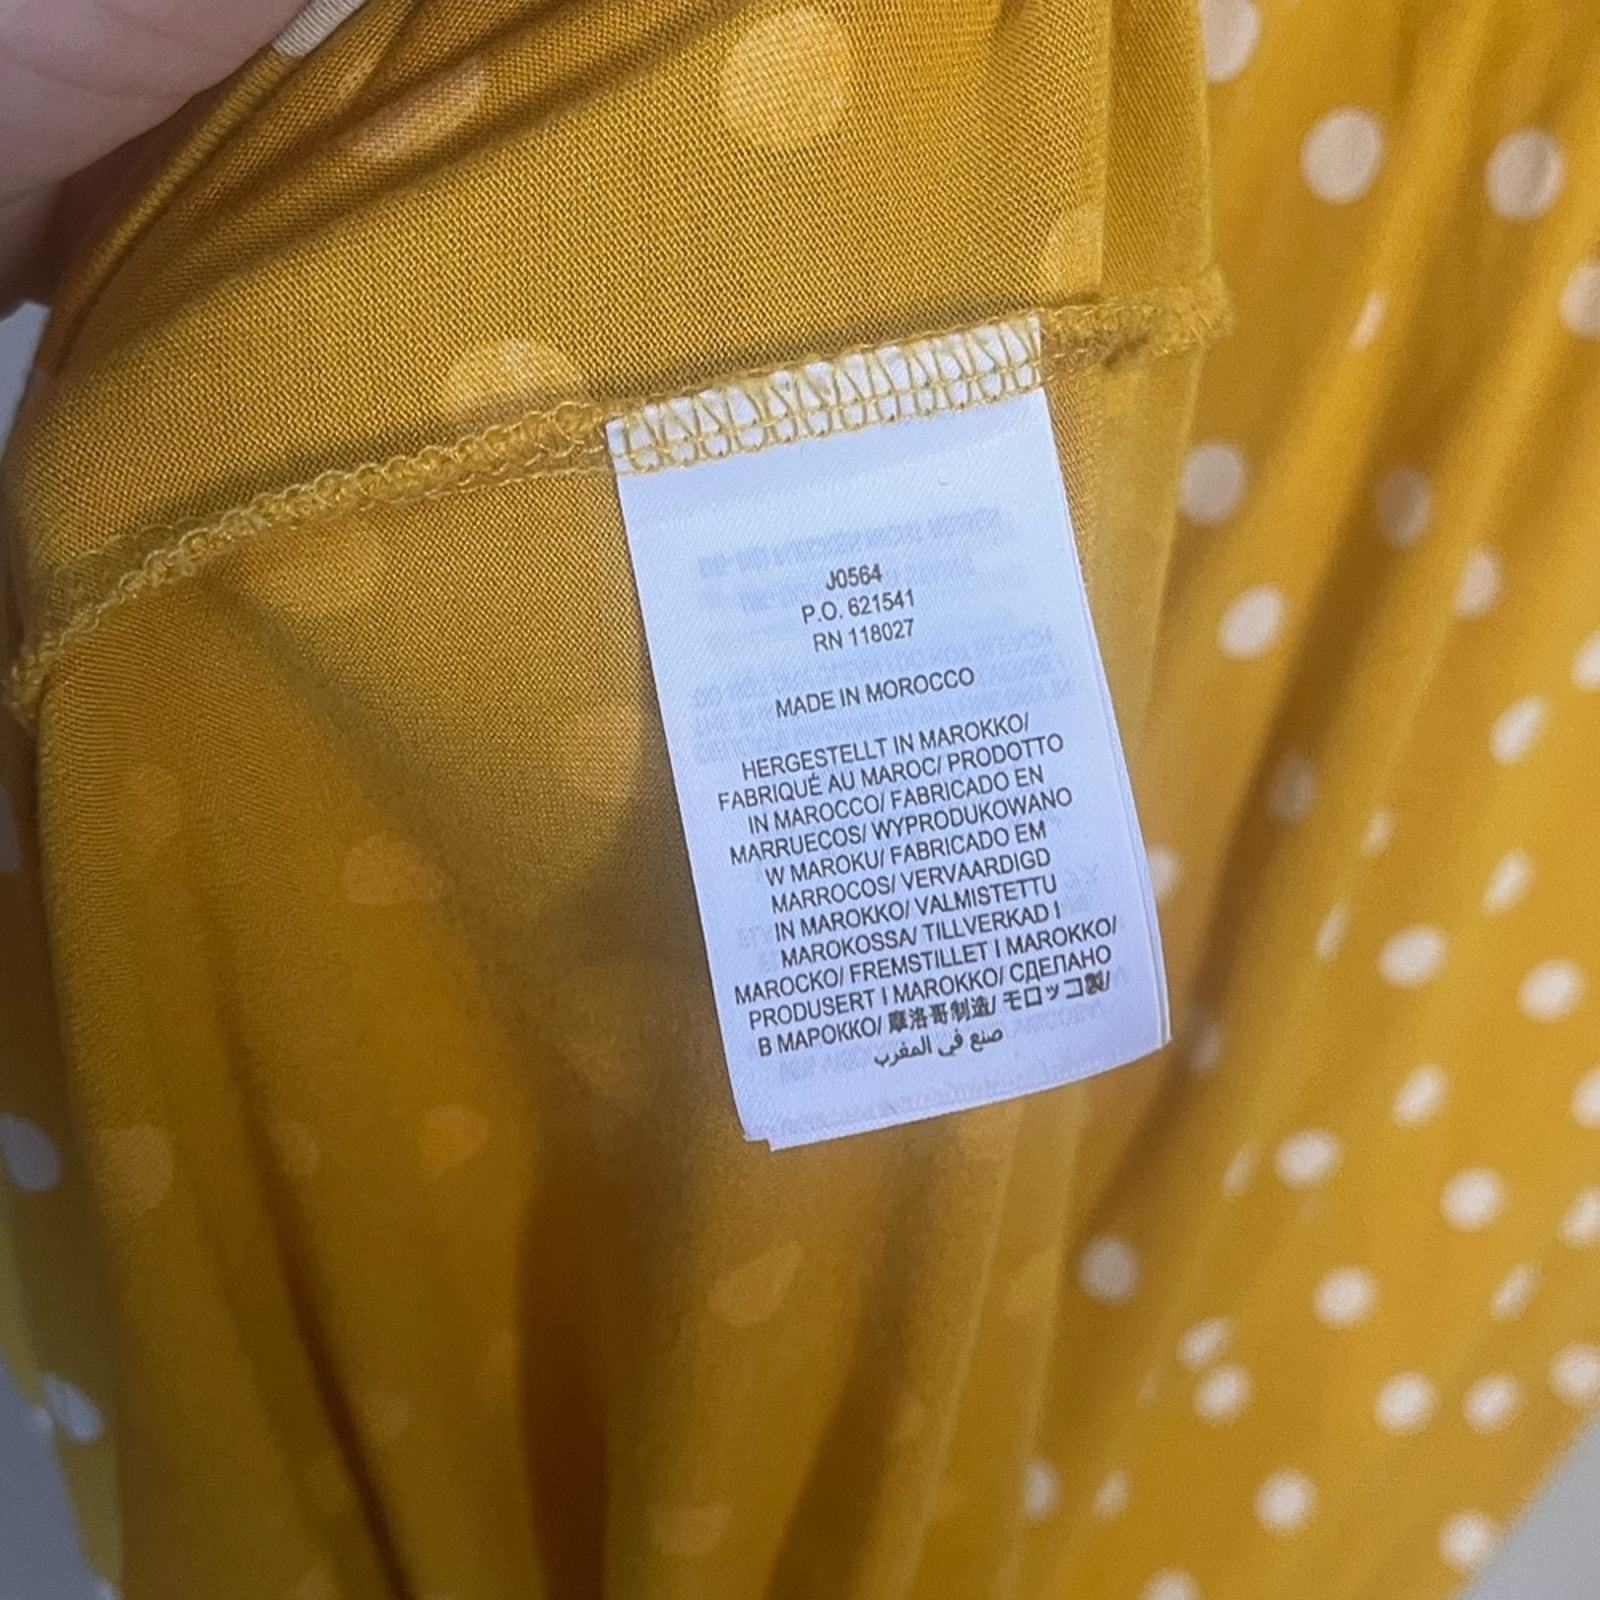 J0564
P.O. 621541
RN 118027
MADE IN MOROCCO
HERGESTELLT IN MAROKKO/
FABRIQUÉ AU MAROC/ PRODOTTO
IN MAROCCO/ FABRICADO EN
MARRUECOS/ WYPRODUKOWANO
W MAROKU/ FABRICADO EM
MARROCOS/ VERVAARDIGD
IN MAROKKO/ VALMISTETTU
MAROKOSSA/ TILLVERKAD I
MAROCKO/ FREMSTILLET I MAROKKO/
PRODUSERT I MAROKKO/ СДЕЛАНО
В МАРОККО/ 摩洛哥制造/ モロッコ製/
صنع في المغرب